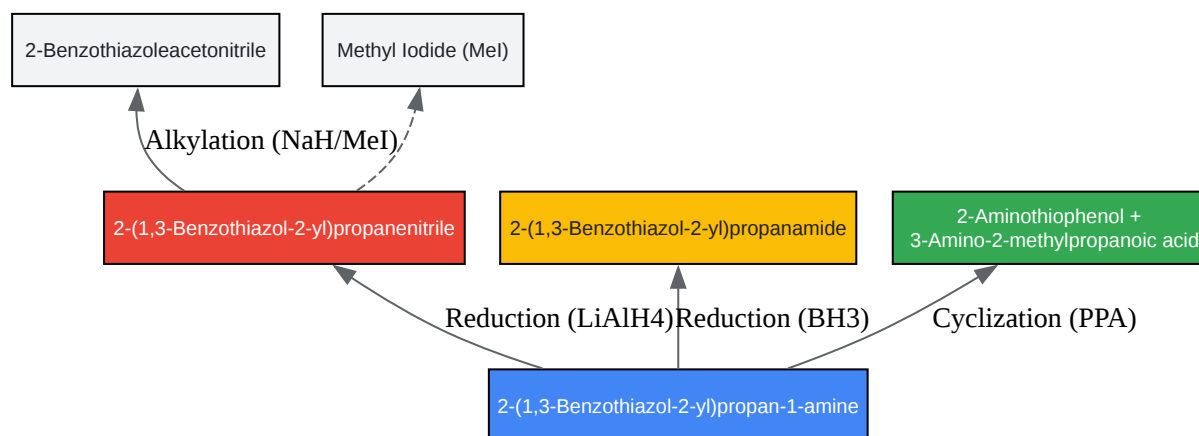 2-Benzothiazoleacetonitrile
Methyl Iodide (MeI)
Alkylation (NaH/MeI)
2-(1,3-Benzothiazol-2-yl)propanenitrile
2-(1,3-Benzothiazol-2-yl)propanamide
2-Aminothiophenol +
3-Amino-2-methylpropanoic acid
Reduction (LiAlH4)
Reduction (BH3)
Cyclization (PPA)
2-(1,3-Benzothiazol-2-yl)propan-1-amine